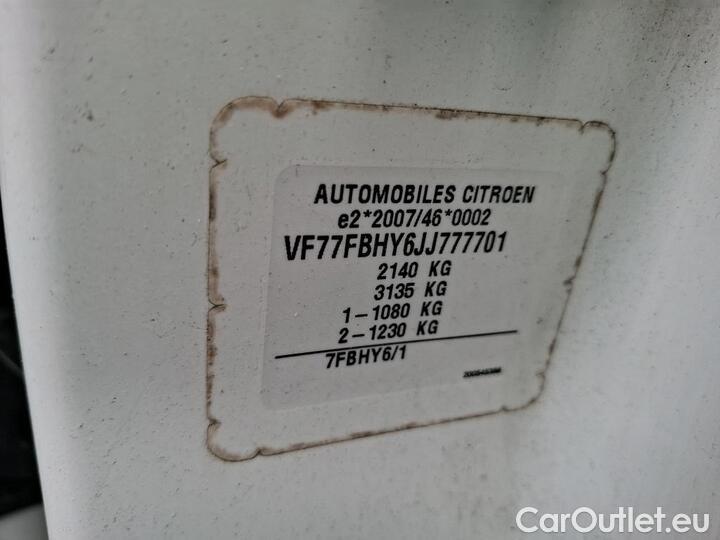 AUTOMOBILES CITROEN
e2*2007/46*0002
VF77FBHY6JJ777701
2140 KG
3135 KG
1-1080 KG
2-1230 KG
7FBHY6/1
CarOutlet.eu